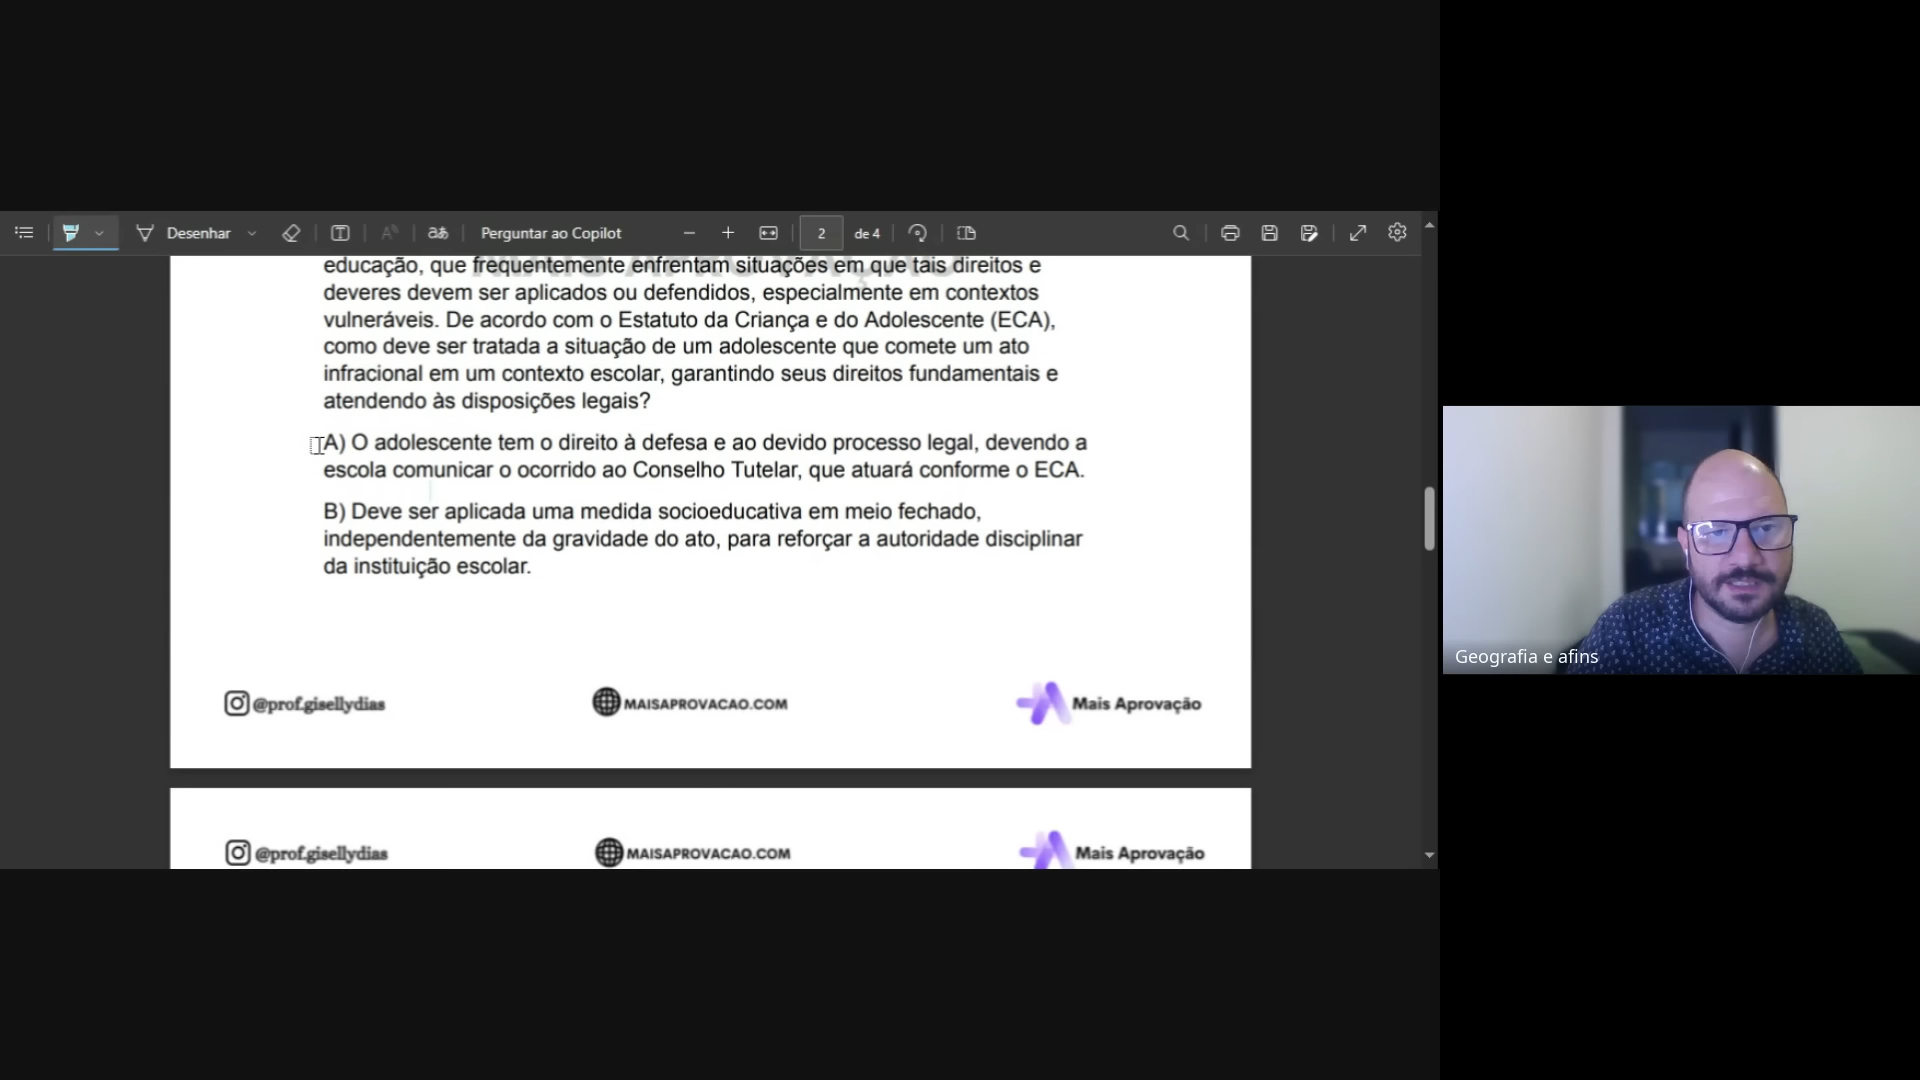 Desenhar
Perguntar ao Copilot
2 de 4
MAIS APROVAÇÃO
educação, que frequentemente enfrentam situações em que tais direitos e
deveres devem ser aplicados ou defendidos, especialmente em contextos
vulneráveis. De acordo com o Estatuto da Criança e do Adolescente (ECA),
como deve ser tratada a situação de um adolescente que comete um ato
infracional em um contexto escolar, garantindo seus direitos fundamentais e
atendendo às disposições legais?
A) O adolescente tem o direito à defesa e ao devido processo legal, devendo a
escola comunicar o ocorrido ao Conselho Tutelar, que atuará conforme o ECA.
B) Deve ser aplicada uma medida socioeducativa em meio fechado,
independentemente da gravidade do ato, para reforçar a autoridade disciplinar
da instituição escolar.
@prof.gisellydias MAISAPROVACAO.COM Mais Aprovação
@prof.gisellydias MAISAPROVACAO.COM Mais Aprovação
Geografia e afins